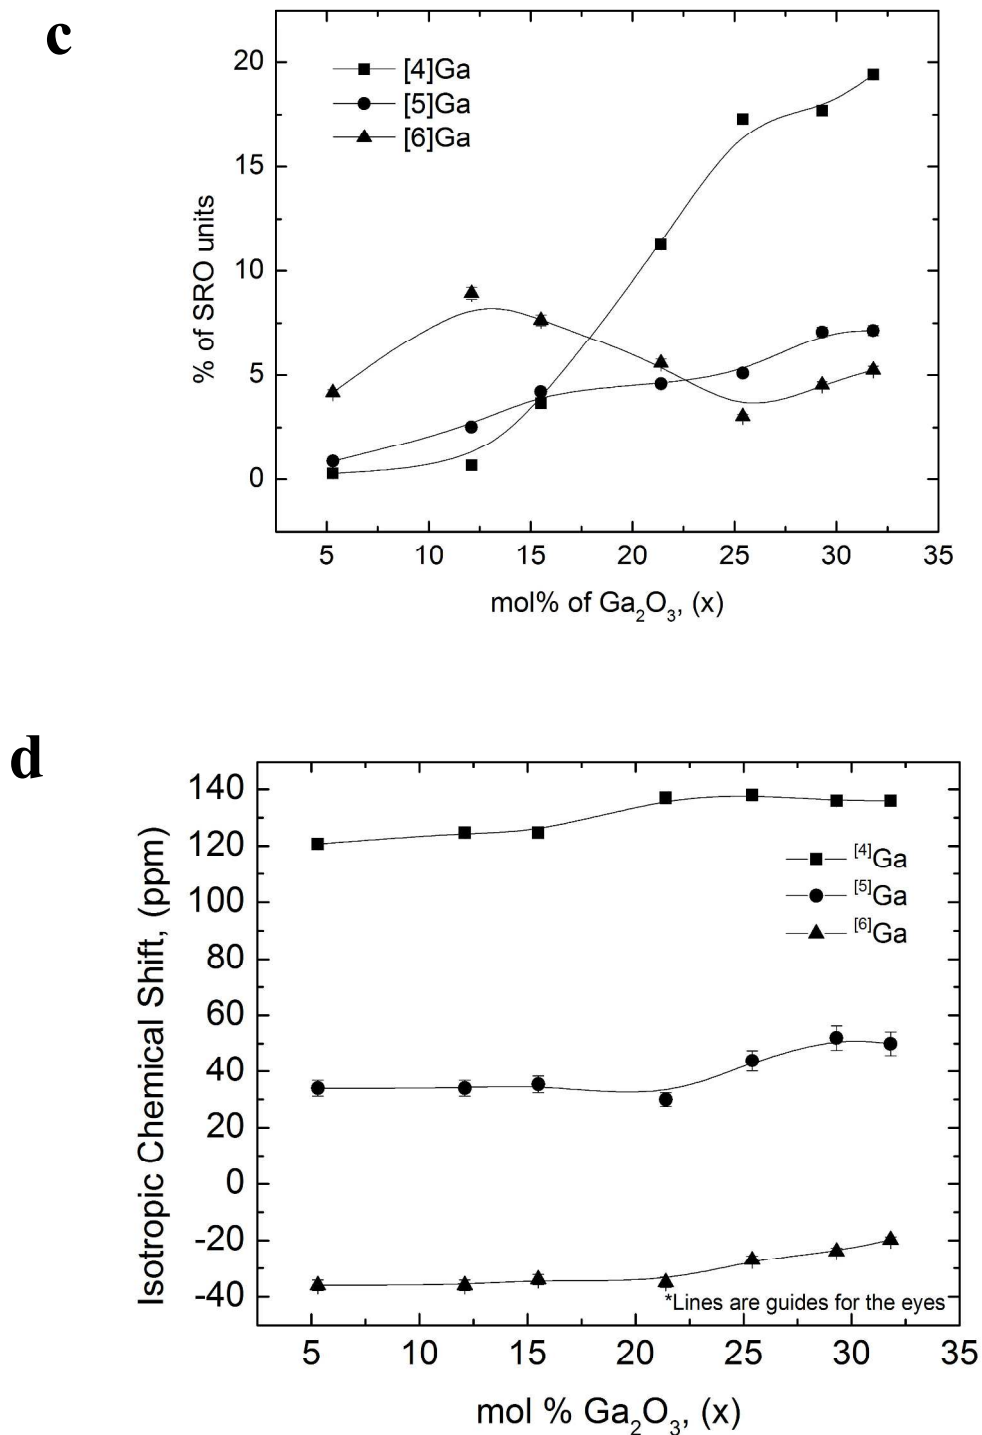 c
20
15
10
5
0
% of SRO units
[4]Ga
[5]Ga
[6]Ga
5 10 15 20 25 30 35
mol% of Ga₂O₃, (x)
d
140
120
100
80
60
40
20
0
-20
-40
Isotropic Chemical Shift, (ppm)
[4]Ga
[5]Ga
[6]Ga
*Lines are guides for the eyes
5 10 15 20 25 30 35
mol % Ga₂O₃, (x)